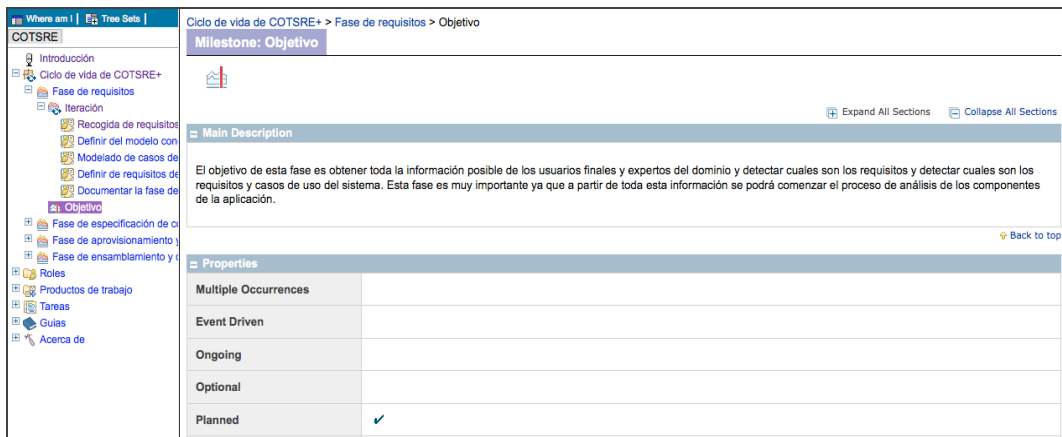 Where am I | Tree Sets |
COTSRE
Introducción
Ciclo de vida de COTSRE+
Fase de requisitos
Iteración
Recogida de requisitos
Definir del modelo con
Modelado de casos de
Definir de requisitos de
Documentar la fase de
Objetivo
Fase de especificación de
Fase de aprovisionamiento y
Fase de ensamblamiento y
Roles
Productos de trabajo
Tareas
Guias
Acerca de
Ciclo de vida de COTSRE+ > Fase de requisitos > Objetivo
Milestone: Objetivo
Expand All Sections Collapse All Sections
Main Description
El objetivo de esta fase es obtener toda la información posible de los usuarios finales y expertos del dominio y detectar cuales son los requisitos y detectar cuales son los
requisitos y casos de uso del sistema. Esta fase es muy importante ya que a partir de toda esta información se podrá comenzar el proceso de análisis de los componentes
de la aplicación.
Back to top
Properties
Multiple Occurrences
Event Driven
Ongoing
Optional
Planned ✔